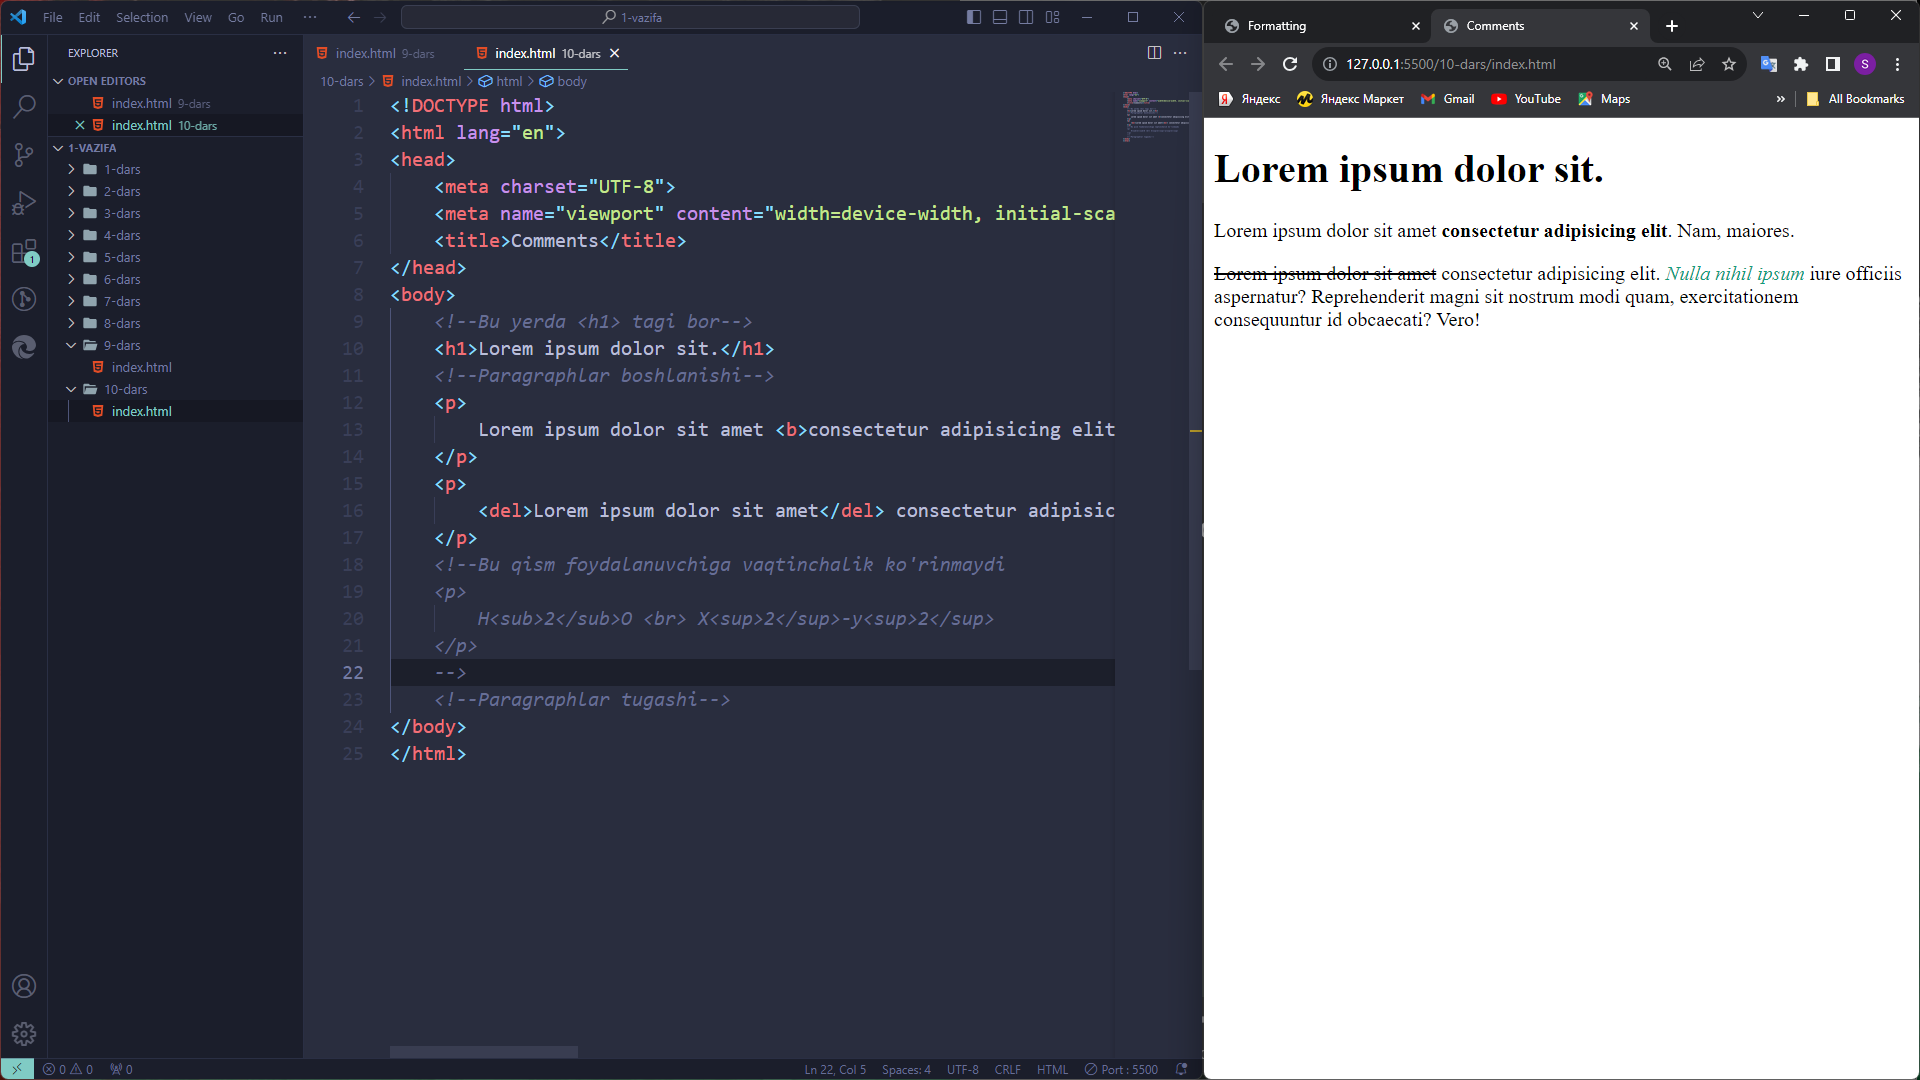 File Edit Selection View Go Run ··· 1-vazifa
EXPLORER ···
OPEN EDITORS
index.html 9-dars
index.html 10-dars
1-VAZIFA
1-dars
2-dars
3-dars
4-dars
5-dars
6-dars
7-dars
8-dars
9-dars
index.html
10-dars
index.html
1
index.html 9-dars index.html 10-dars
10-dars > index.html > html > body
1 <!DOCTYPE html>
2 <html lang="en">
3 <head>
4 <meta charset="UTF-8">
5 <meta name="viewport" content="width=device-width, initial-sca
6 <title>Comments</title>
7 </head>
8 <body>
9 <!--Bu yerda <h1> tagi bor-->
10 <h1>Lorem ipsum dolor sit.</h1>
11 <!--Paragraphlar boshlanishi-->
12 <p>
13 Lorem ipsum dolor sit amet <b>consectetur adipisicing elit
14 </p>
15 <p>
16 <del>Lorem ipsum dolor sit amet</del> consectetur adipisic
17 </p>
18 <!--Bu qism foydalanuvchiga vaqtinchalik ko'rinmaydi
19 <p>
20 H<sub>2</sub>O <br> X<sup>2</sup>-y<sup>2</sup>
21 </p>
22 -->
23 <!--Paragraphlar tugashi-->
24 </body>
25 </html>
0 0 0 Ln 22, Col 5 Spaces: 4 UTF-8 CRLF HTML Port : 5500
Formatting Comments
127.0.0.1:5500/10-dars/index.html S
Яндекс Яндекс Маркет Gmail YouTube Maps » All Bookmarks
Lorem ipsum dolor sit.
Lorem ipsum dolor sit amet consectetur adipisicing elit. Nam, maiores.
Lorem ipsum dolor sit amet consectetur adipisicing elit. Nulla nihil ipsum iure officiis
aspernatur? Reprehenderit magni sit nostrum modi quam, exercitationem
consequuntur id obcaecati? Vero!